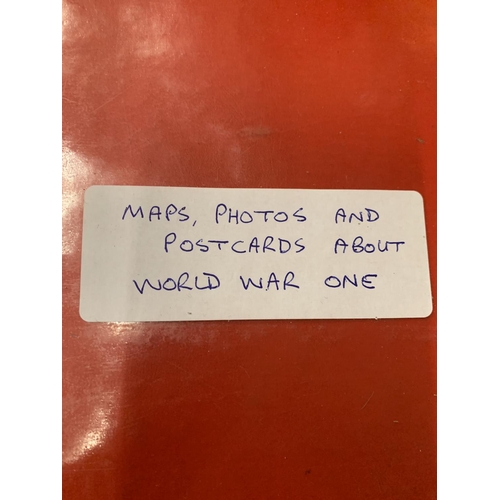 MAPS, PHOTOS AND
POSTCARDS ABOUT
WORLD WAR ONE